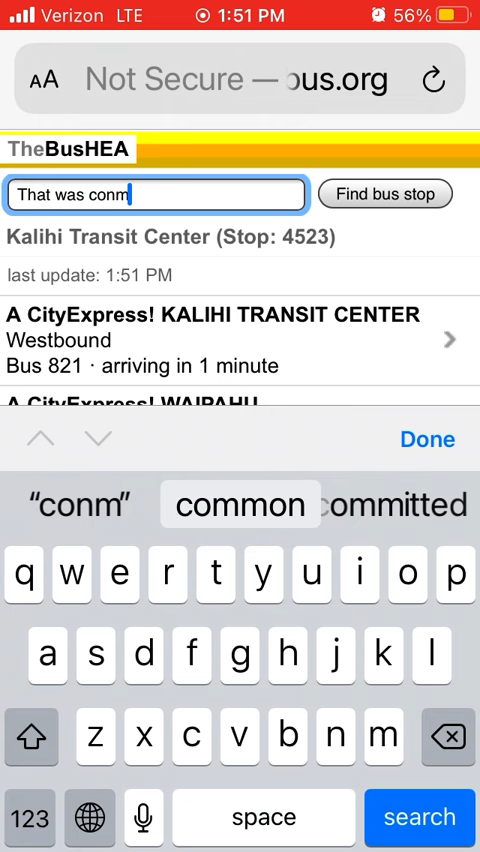 Verizon LTE 1:51 PM 56%
AA Not Secure — bus.org
TheBusHEA
That was conm Find bus stop
Kalihi Transit Center (Stop: 4523)
last update: 1:51 PM
A CityExpress! KALIHI TRANSIT CENTER
Westbound
Bus 821 · arriving in 1 minute
A CityExpress! WAIPAHU
Done
“conm” common committed
q w e r t y u i o p
a s d f g h j k l
z x c v b n m
123 space search